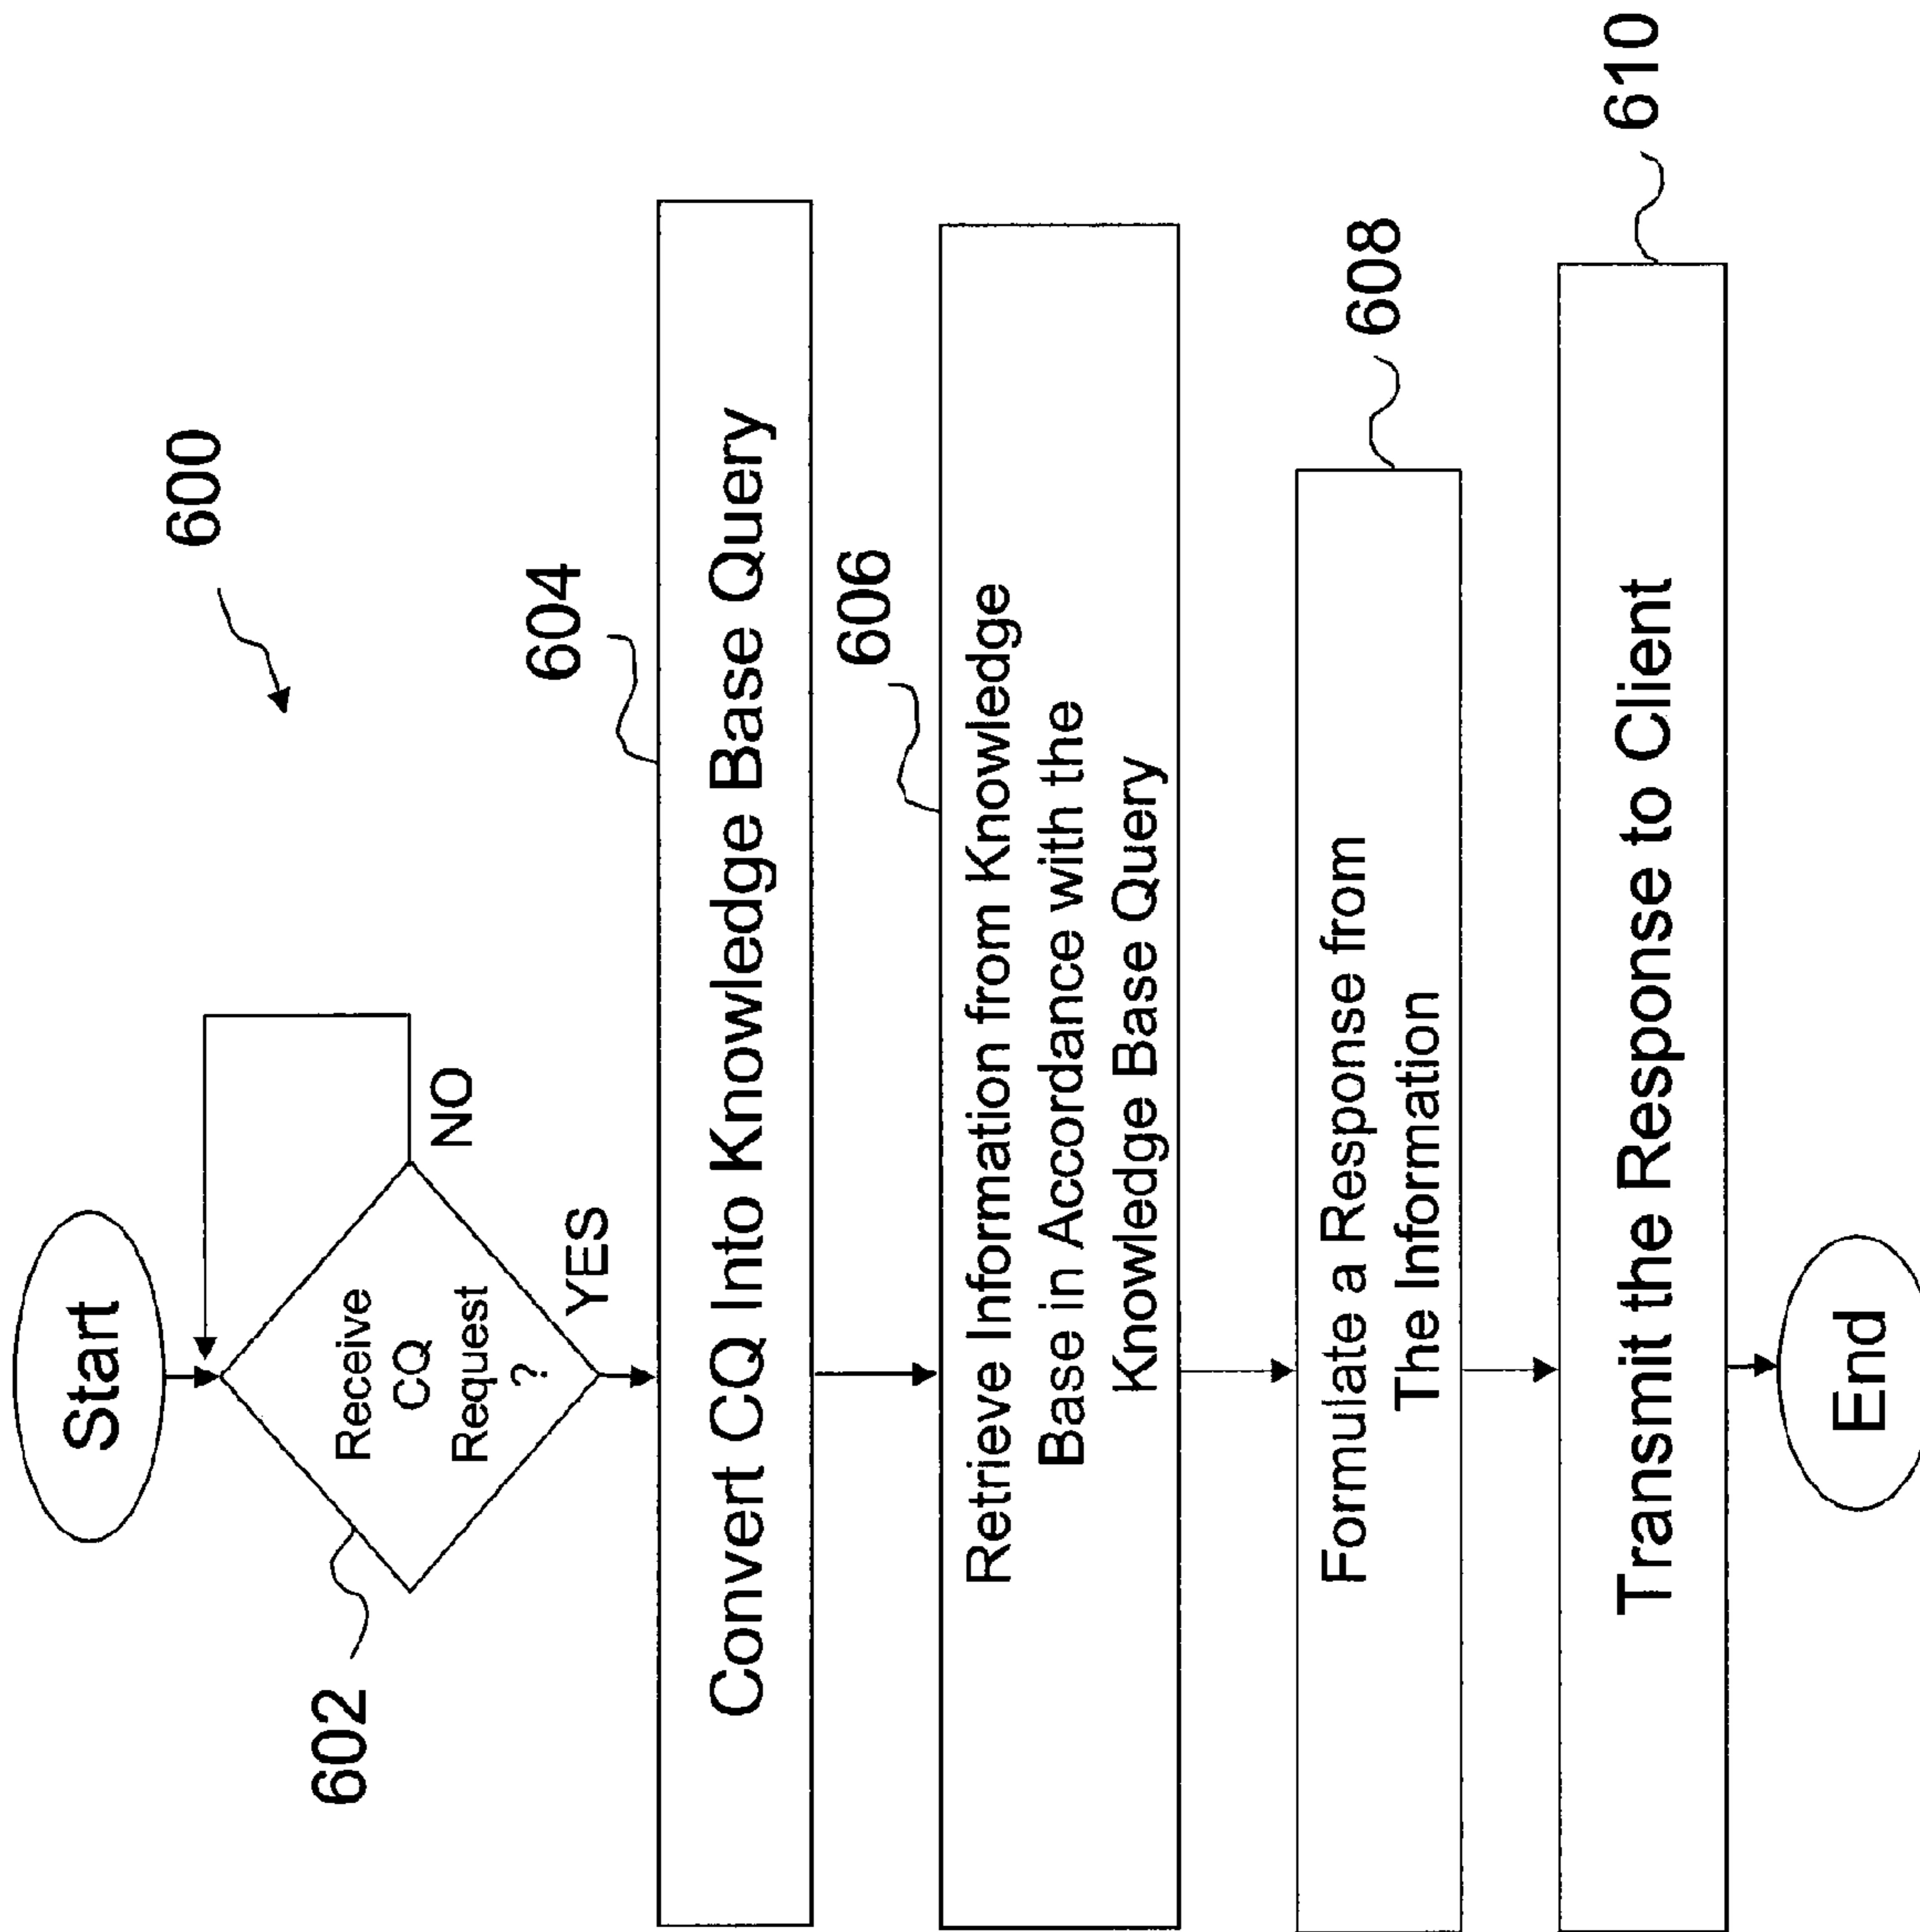 600
Start
602
Receive
CQ
Request
?
NO
YES
604
Convert CQ Into Knowledge Base Query
606
Retrieve Information from Knowledge
Base in Accordance with the
Knowledge Base Query
608
Formulate a Response from
The Information
610
Transmit the Response to Client
End